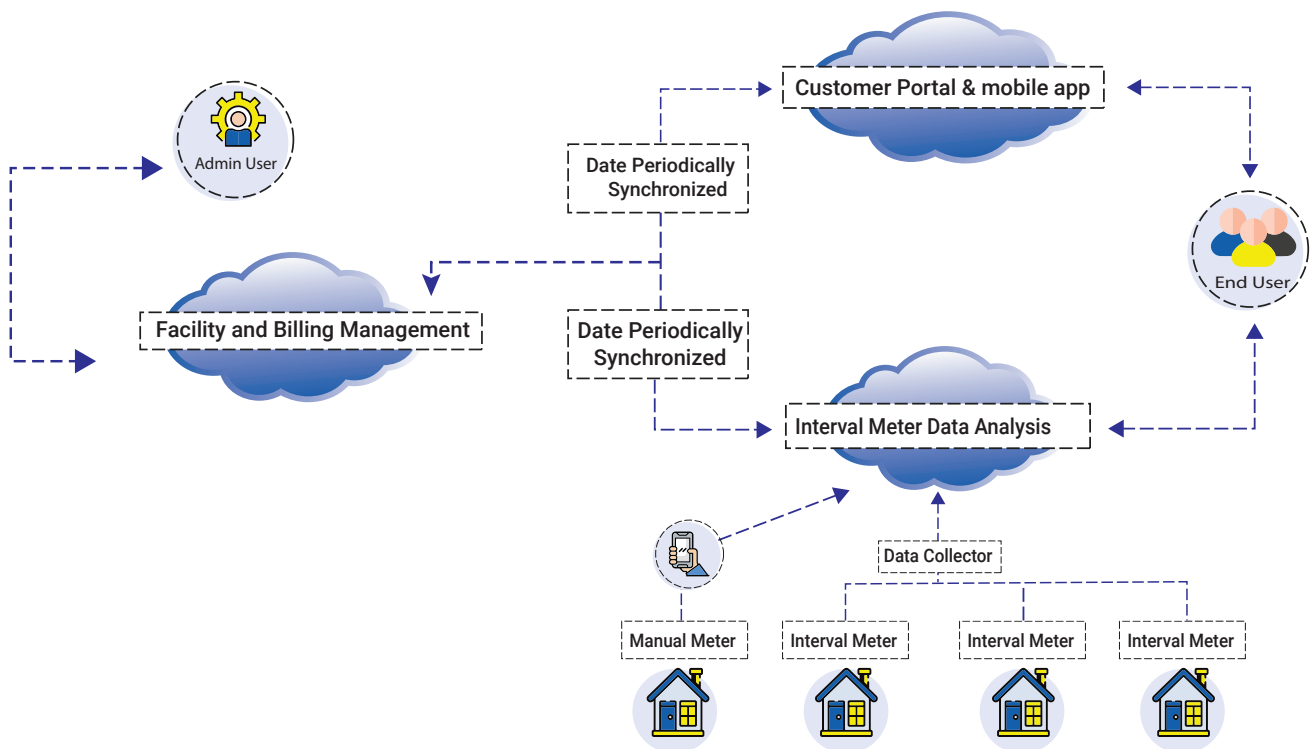 Customer Portal & mobile app
Admin User
Date Periodically
Synchronized
End User
Facility and Billing Management
Date Periodically
Synchronized
Interval Meter Data Analysis
Data Collector
Manual Meter
Interval Meter
Interval Meter
Interval Meter